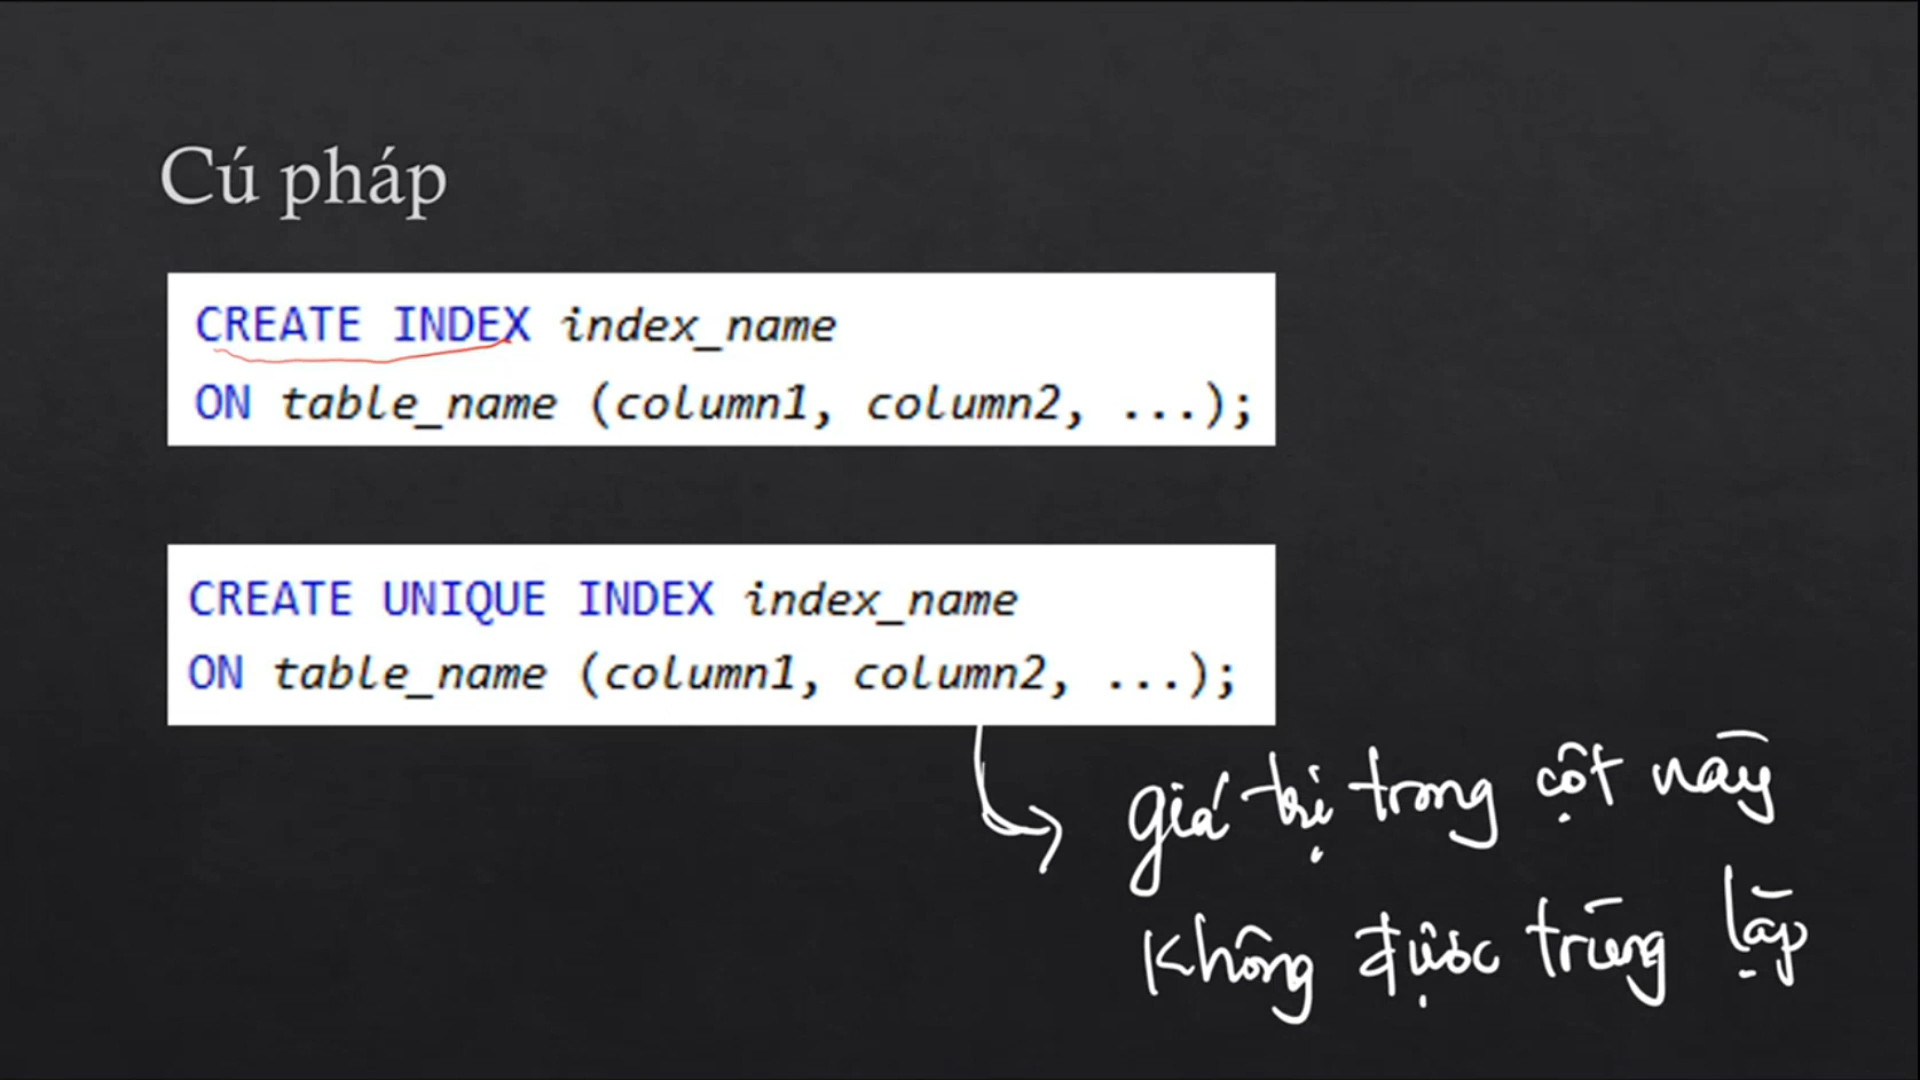 Cú pháp
CREATE INDEX index_name
ON table_name (column1, column2, ...);
CREATE UNIQUE INDEX index_name
ON table_name (column1, column2, ...);
giá trị trong cột này
không được trùng lặp